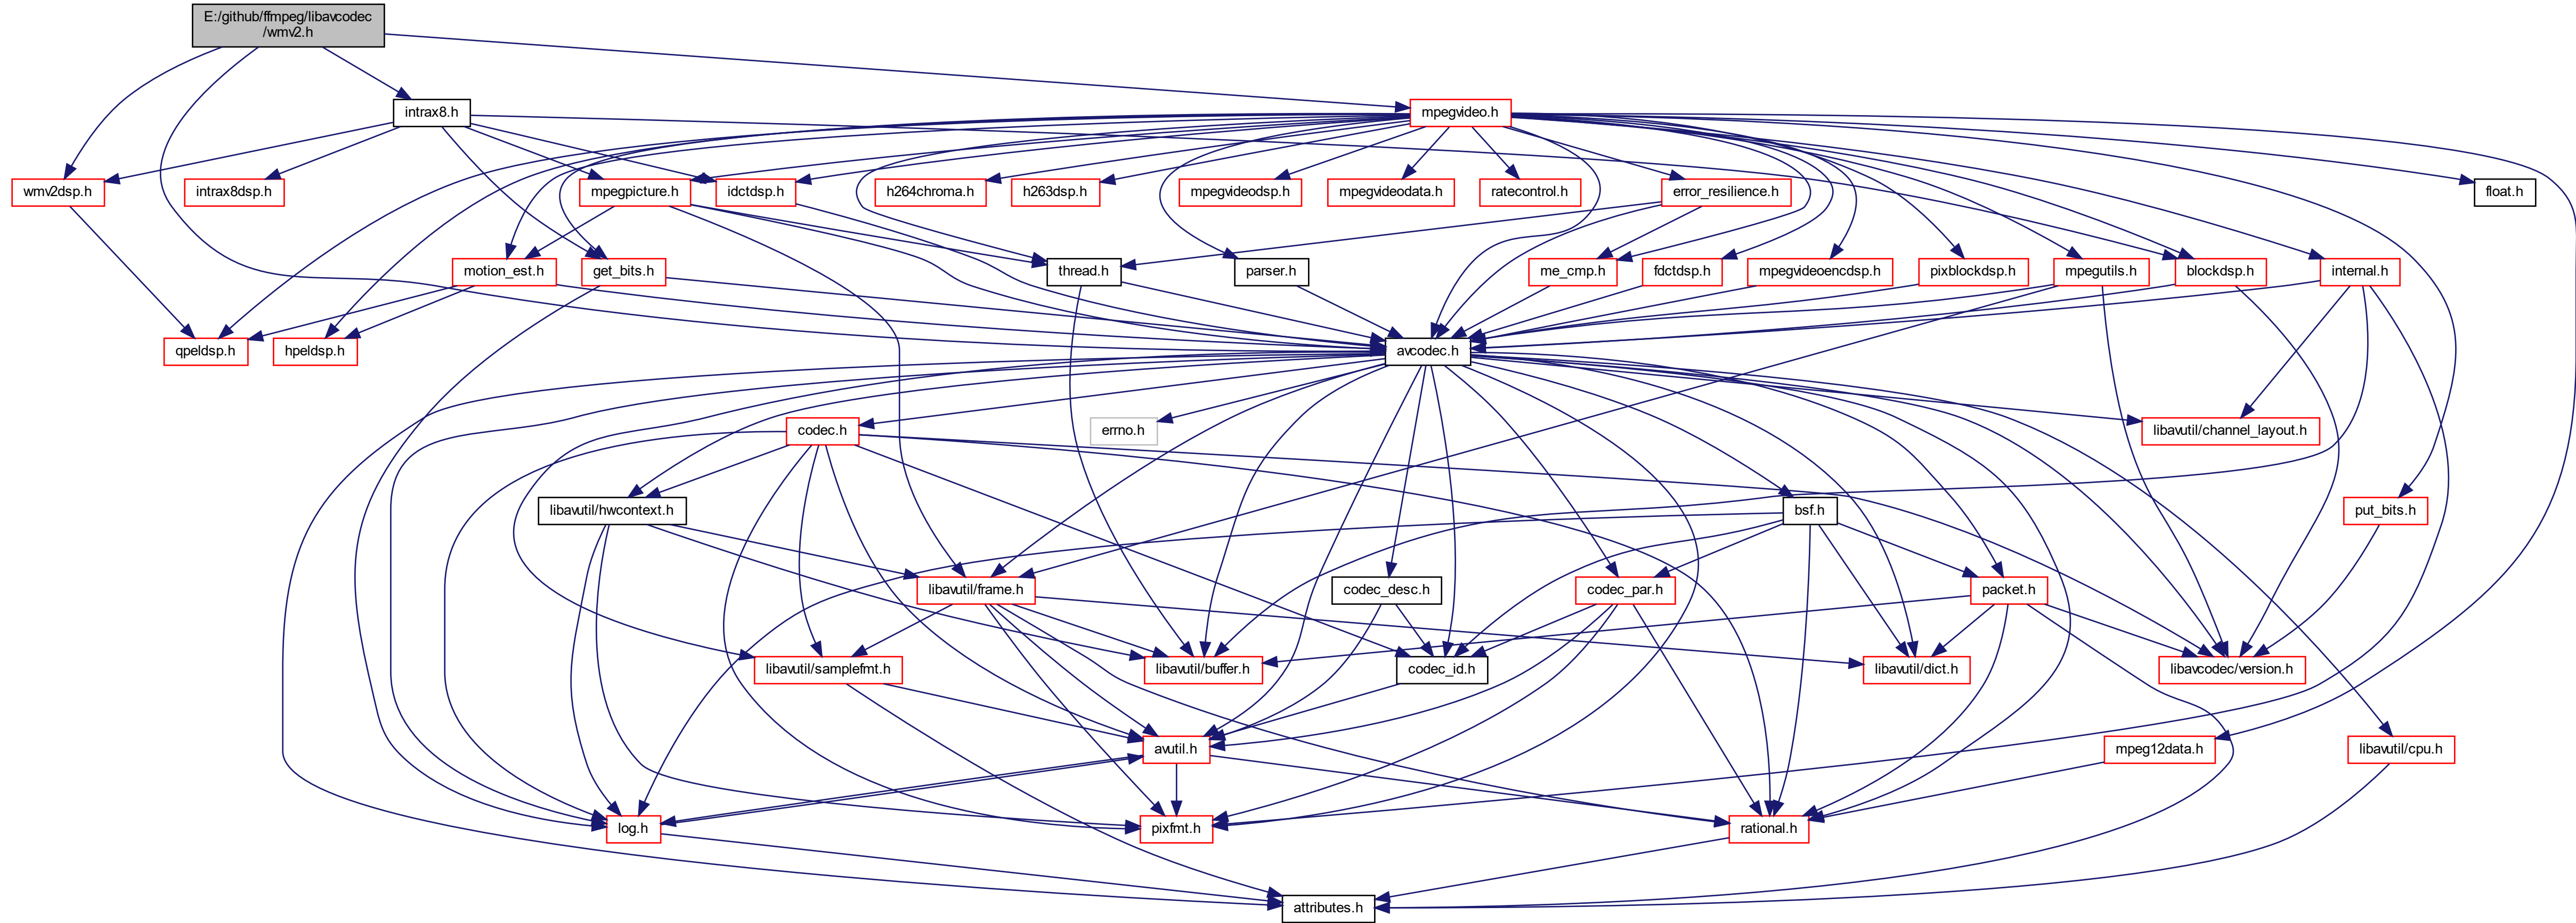 E:/github/ffmpeg/libavcodec
/wmv2.h
intrax8.h
mpegvideo.h
wmv2dsp.h
intrax8dsp.h
mpegpicture.h
idctdsp.h
h264chroma.h
h263dsp.h
mpegvideodsp.h
mpegvideodata.h
ratecontrol.h
error_resilience.h
float.h
motion_est.h
get_bits.h
thread.h
parser.h
me_cmp.h
fdctdsp.h
mpegvideoencdsp.h
pixblockdsp.h
mpegutils.h
blockdsp.h
internal.h
qpeldsp.h
hpeldsp.h
avcodec.h
codec.h
errno.h
libavutil/channel_layout.h
libavutil/hwcontext.h
bsf.h
put_bits.h
libavutil/frame.h
codec_desc.h
codec_par.h
packet.h
libavutil/samplefmt.h
libavutil/buffer.h
codec_id.h
libavutil/dict.h
libavcodec/version.h
avutil.h
mpeg12data.h
libavutil/cpu.h
log.h
pixfmt.h
rational.h
attributes.h